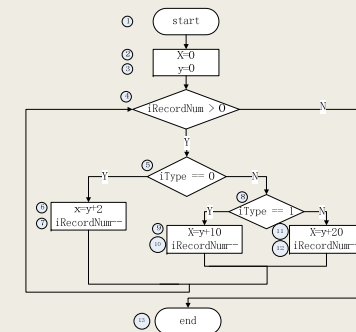 1 start
2 X=0
3 y=0
4 iRecordNum > 0
N
Y
5 iType == 0
Y
N
8 iType == 1
Y
N
6 x=y+2
7 iRecordNum--
9 X=y+10
10 iRecordNum--
11 X=y+20
12 iRecordNum--
13 end